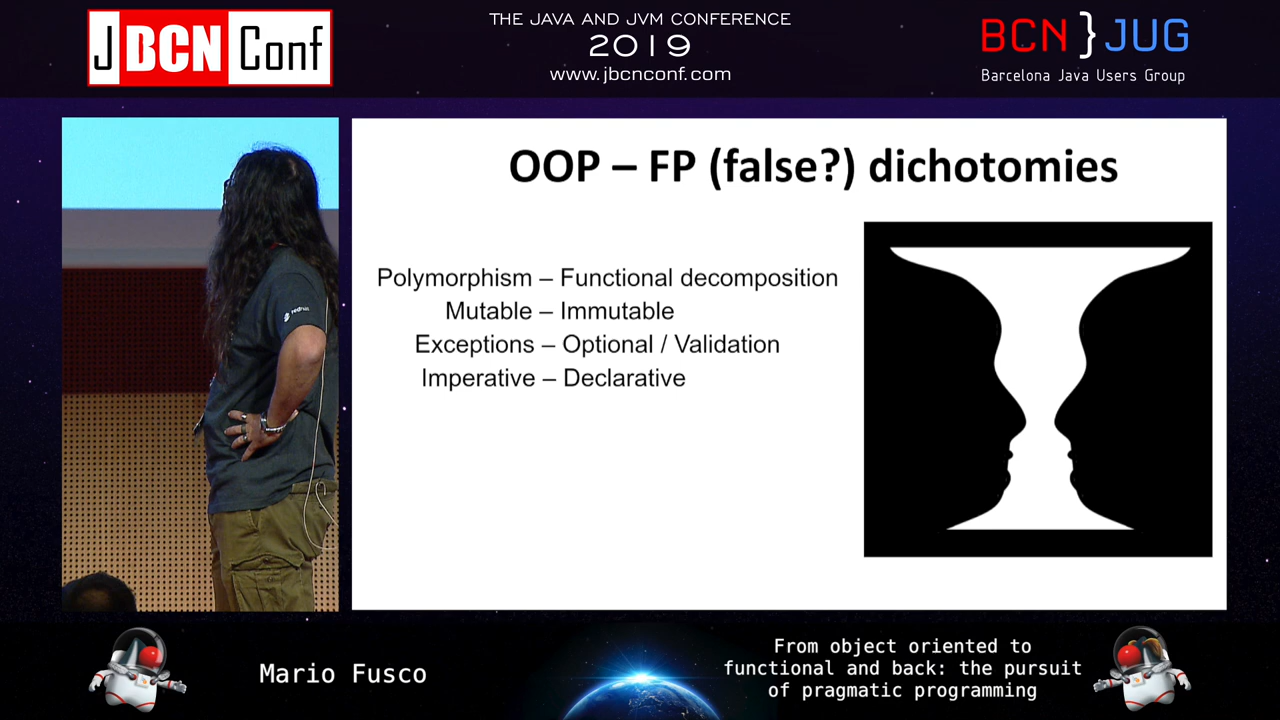 JBCNConf
THE JAVA AND JVM CONFERENCE
2019
www.jbcnconf.com
BCN}JUG
Barcelona Java Users Group
OOP – FP (false?) dichotomies
Polymorphism – Functional decomposition
Mutable – Immutable
Exceptions – Optional / Validation
Imperative – Declarative
Mario Fusco
From object oriented to
functional and back: the pursuit
of pragmatic programming